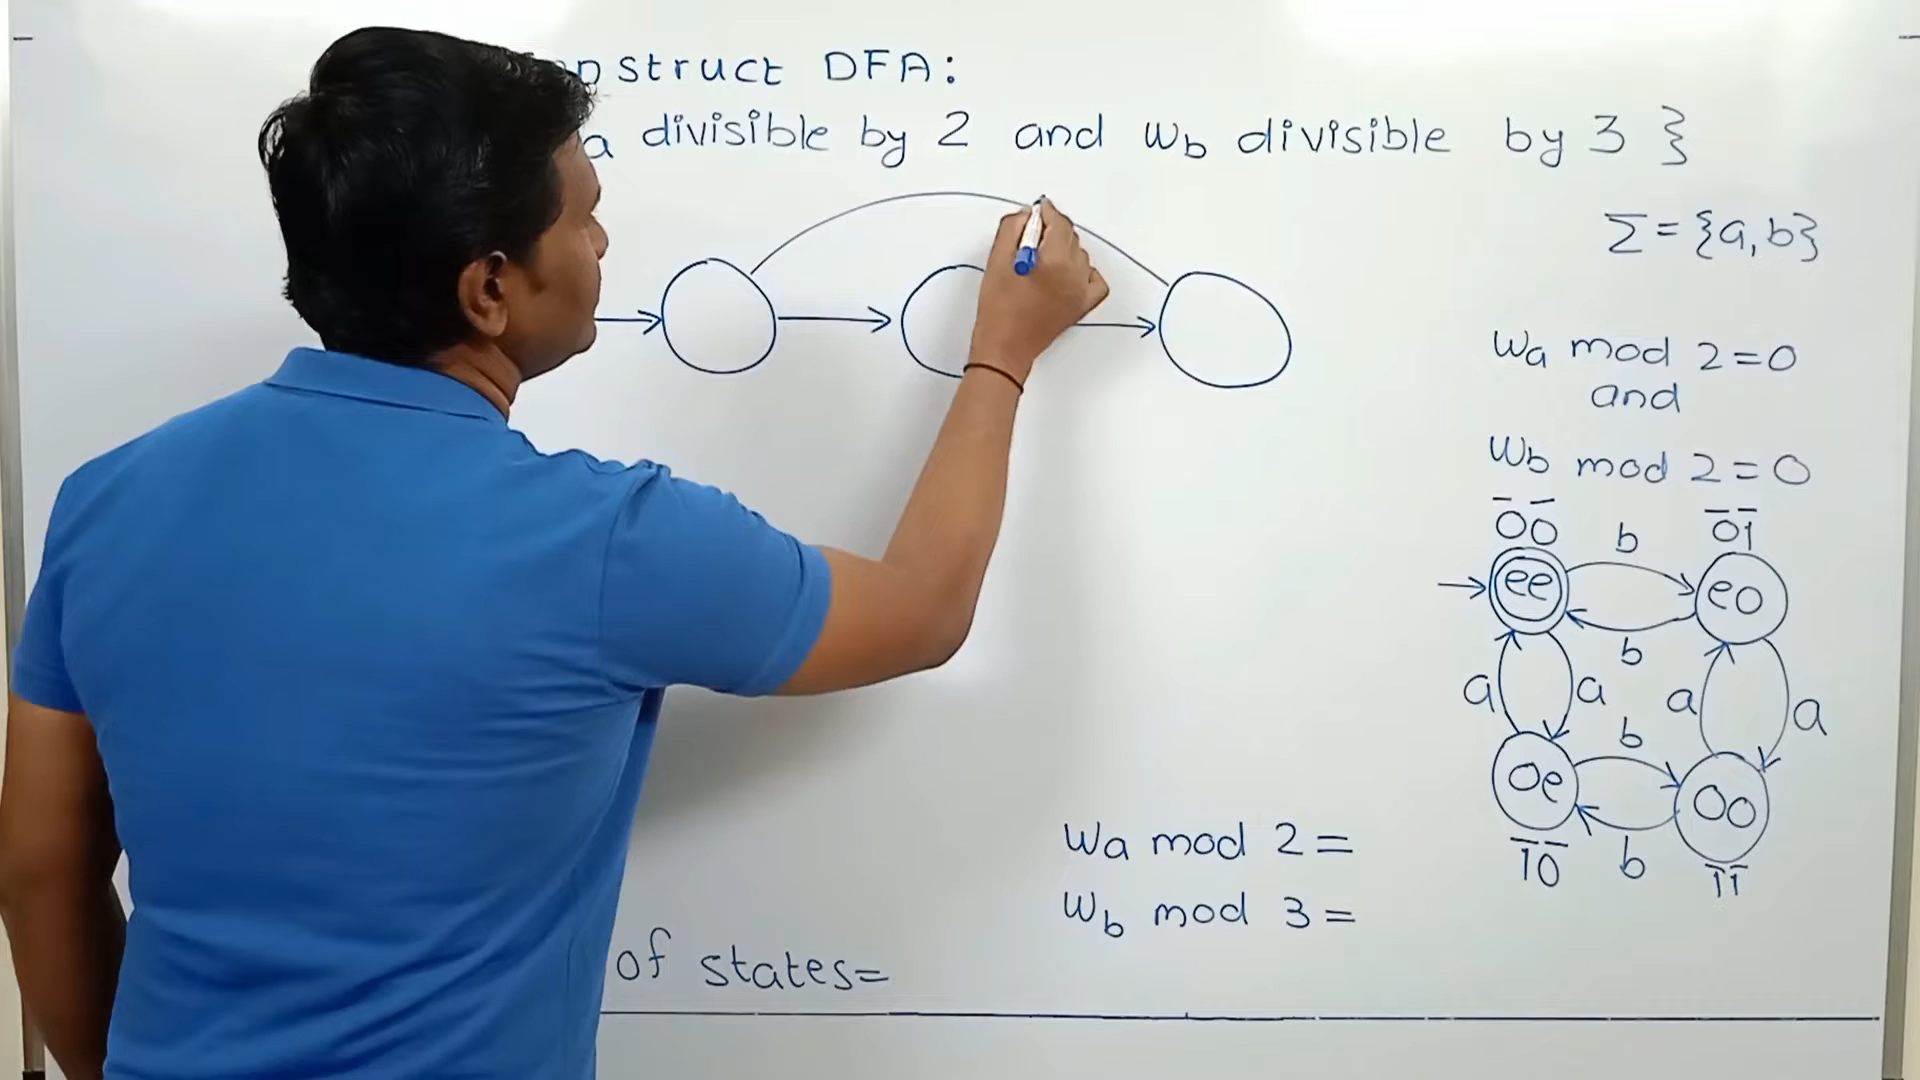 struct DFA:
a divisible by 2 and Wb divisible by 3 }
Σ = {a, b}
Wa mod 2 = 0
and
Wb mod 2 = 0
00 01
b
ee eo
b
a a a a
b
oe oo
10 b 11
Wa mod 2 =
Wb mod 3 =
of states=